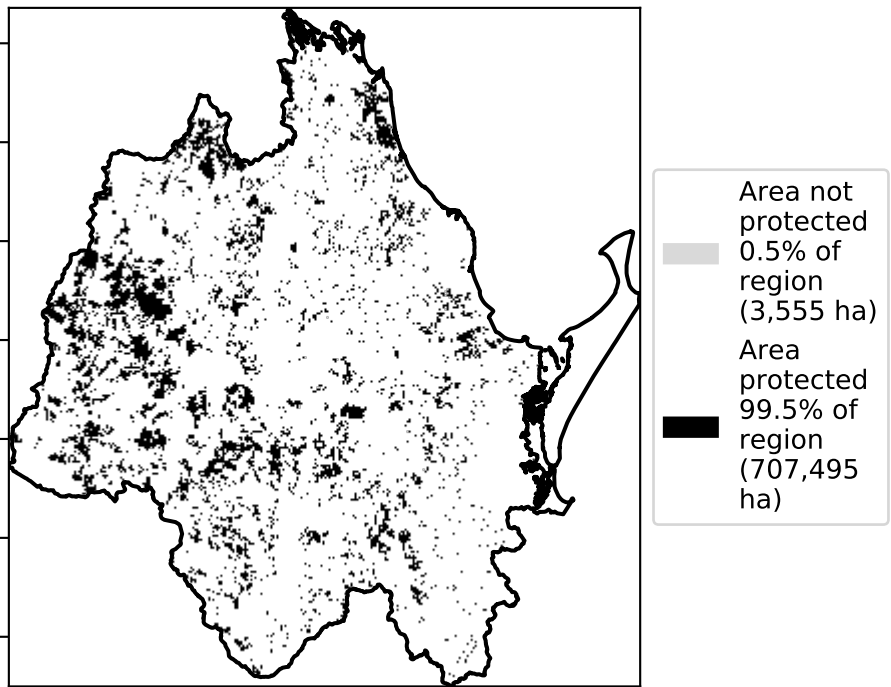 Area not
protected
0.5% of
region
(3,555 ha)
Area
protected
99.5% of
region
(707,495
ha)